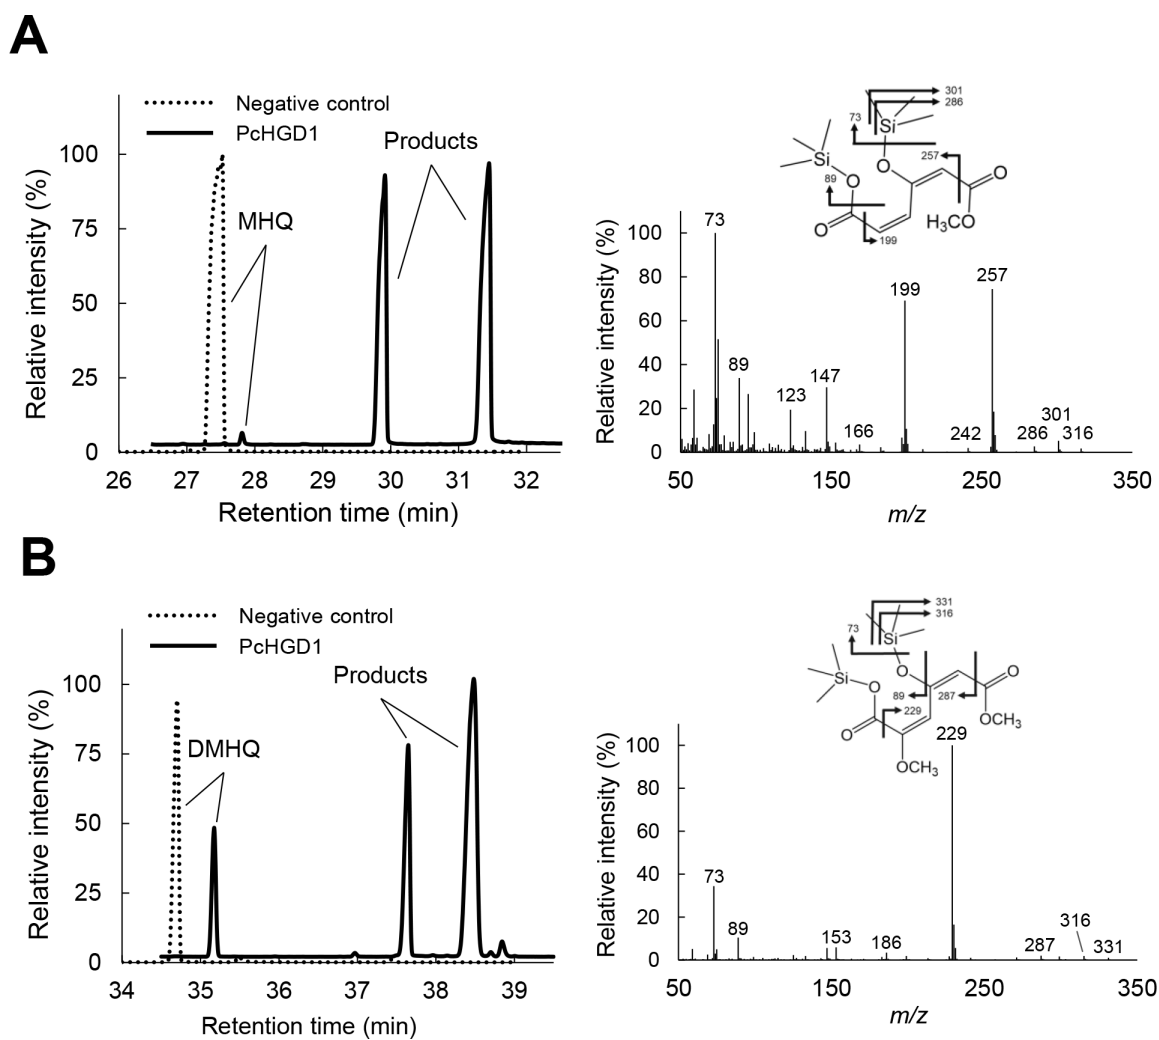 A
Negative control
PcHGD1
Products
MHQ
Relative intensity (%)
100
75
50
25
0
26 27 28 29 30 31 32
Retention time (min)
301
286
73
Si
Si
257
O
O
89
O
O
H3CO
199
Relative intensity (%)
100
80
60
40
20
0
73
89
123
147
166
199
242
257
286
301
316
50 150 250 350
m/z
B
Negative control
PcHGD1
Products
DMHQ
Relative intensity (%)
100
75
50
25
0
34 35 36 37 38 39
Retention time (min)
331
316
73
Si
Si
O
O
O
89
287
229
O
OCH3
OCH3
Relative intensity (%)
100
80
60
40
20
0
73
89
153
186
229
287
316
331
50 150 250 350
m/z